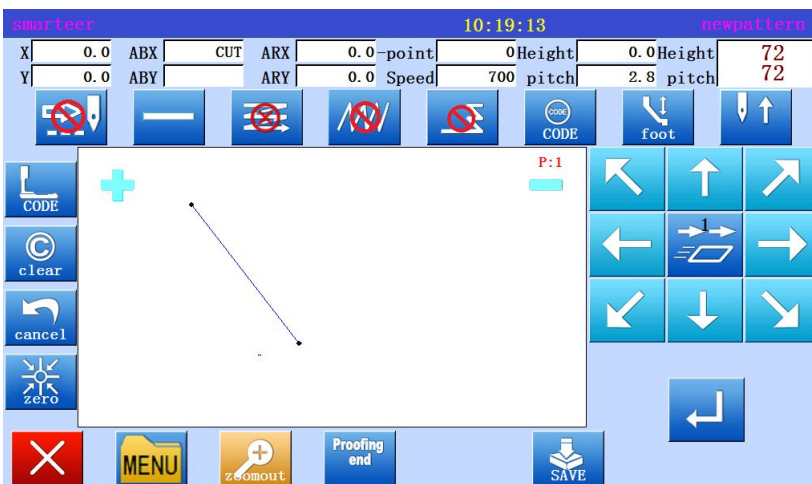 smarteer 10:19:13 newpattern
X 0.0 ABX CUT ARX 0.0 -point 0 Height 0.0 Height 72
Y 0.0 ABY ARY 0.0 Speed 700 pitch 2.8 pitch 72
CODE
CODE foot
P:1
CODE
1
clear
cancel
zero
MENU
zoomout
Proofing
end
SAVE